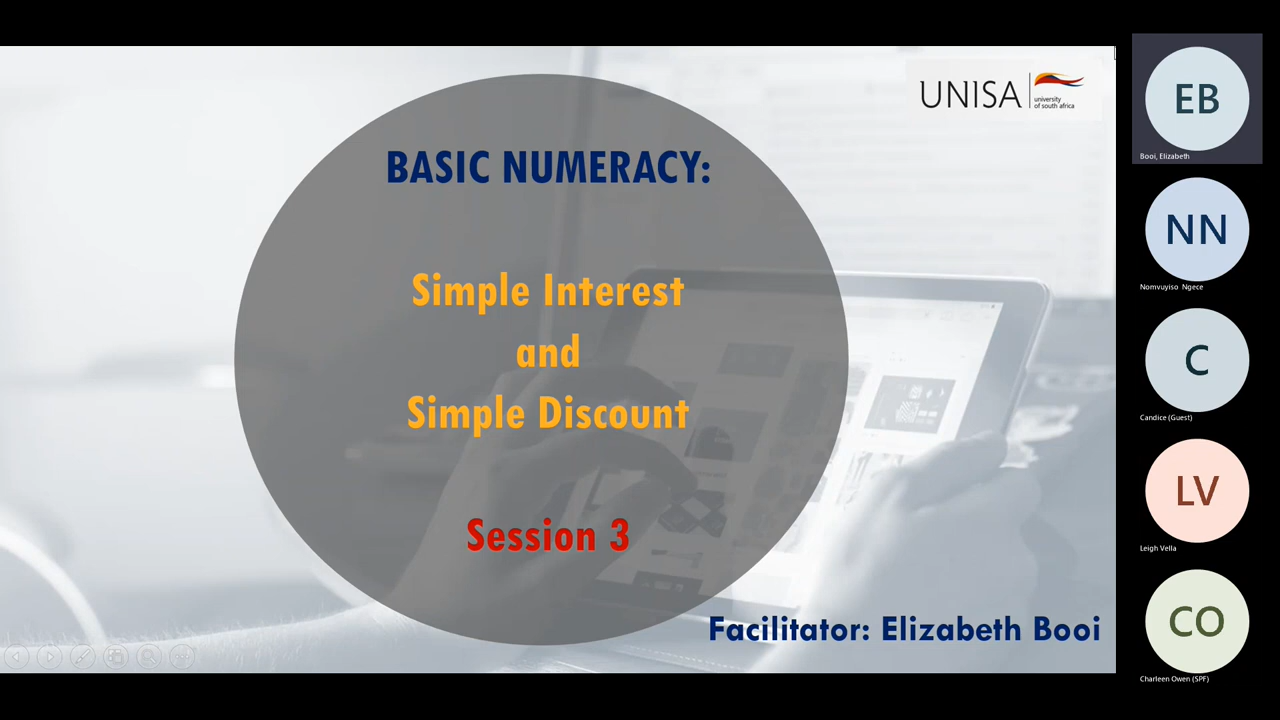 UNISA
university
of south africa
BASIC NUMERACY:
Simple Interest
and
Simple Discount
Session 3
Facilitator: Elizabeth Booi
EB
Booi, Elizabeth
NN
Nomvuyiso Ngece
C
Candice (Guest)
LV
Leigh Vella
CO
Charleen Owen (SPF)